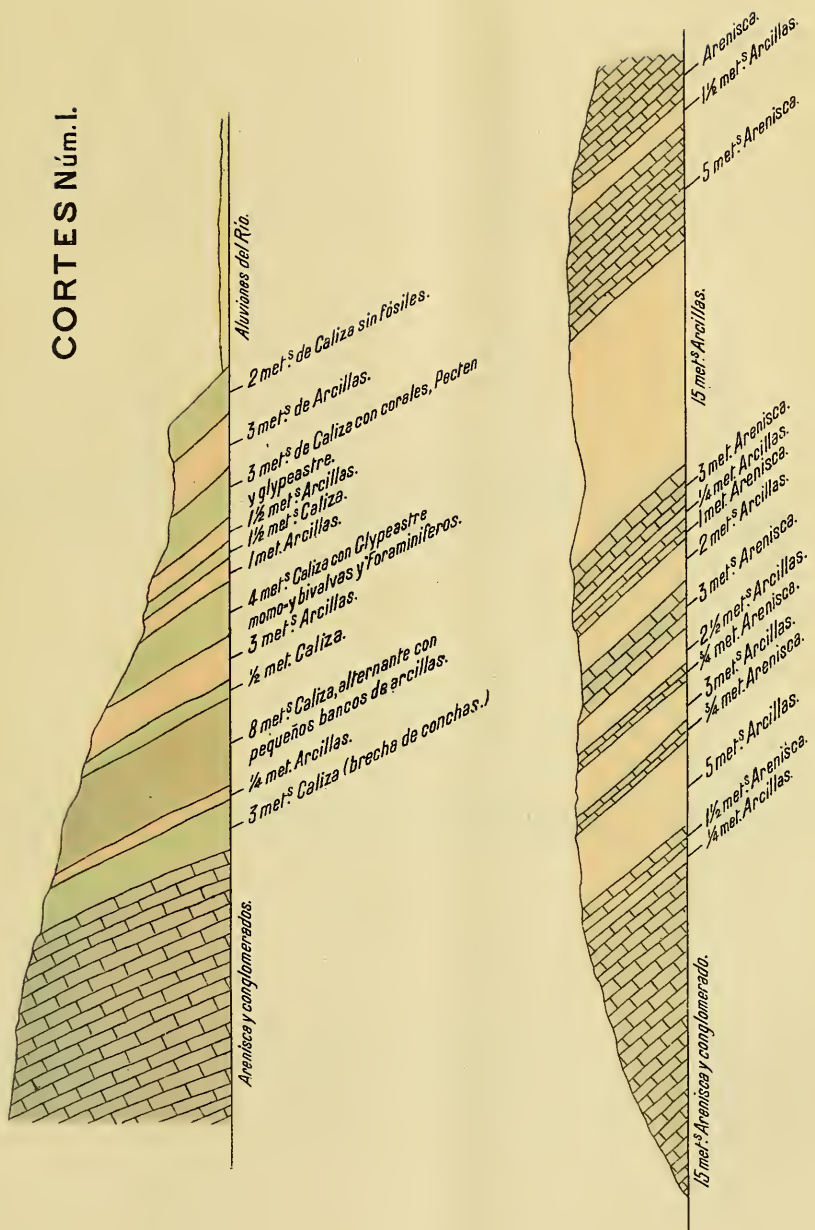 CORTES Núm. 1.
Aluviones del Río.
2 met.s de Caliza sin fósiles.
3 met.s de Arcillas.
3 met.s de Caliza con corales, Pecten
y glypeastre.
1½ met.s Arcillas.
1½ met.s Caliza.
1 met. Arcillas.
4 met.s Caliza con Clypeastre
momo-y bivalvas y Foraminíferos.
3 met.s Arcillas.
½ met. Caliza.
8 met.s Caliza, alternante con
pequeños bancos de arcillas.
¼ met. Arcillas.
3 met.s Caliza (brecha de conchas.)
Arenisca y conglomerados.
Arenisca.
1½ met.s Arcillas.
5 met.s Arenisca.
15 met.s Arcillas.
3 met. Arenisca.
¼ met. Arcillas.
1 met. Arenisca.
2 met.s Arcillas.
3 met.s Arenisca.
2½ met.s Arcillas.
¾ met. Arenisca.
3 met.s Arcillas.
¾ met. Arenisca.
5 met.s Arcillas.
1½ met.s Arenisca.
¼ met. Arcillas.
15 met.s Arenisca y conglomerado.